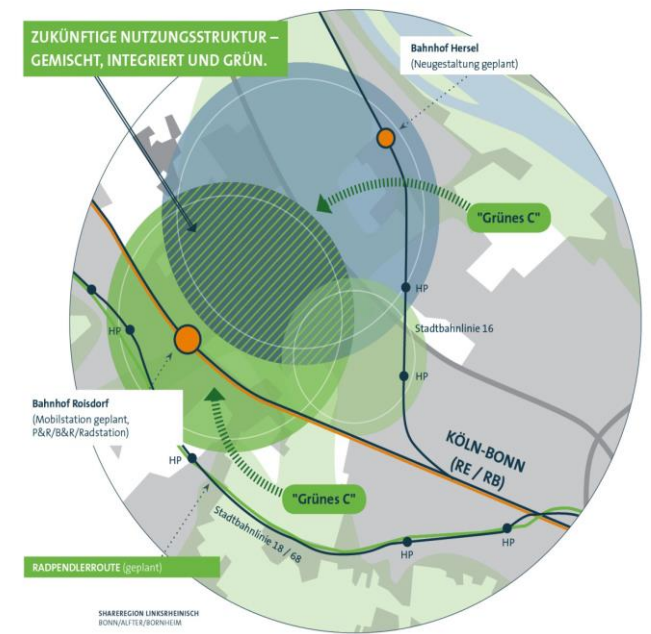 ZUKÜNFTIGE NUTZUNGSSTRUKTUR –
GEMISCHT, INTEGRIERT UND GRÜN.
Bahnhof Hersel
(Neugestaltung geplant)
"Grünes C"
HP
Stadtbahnlinie 16
HP
HP
Bahnhof Roisdorf
(Mobilstation geplant,
P&R/B&R/Radstation)
KÖLN-BONN
(RE / RB)
HP
"Grünes C"
Stadtbahnlinie 18 / 68
HP
HP
RADPENDLERROUTE (geplant)
SHAREREGION LINKSRHEINISCH
BONN/ALFTER/BORNHEIM